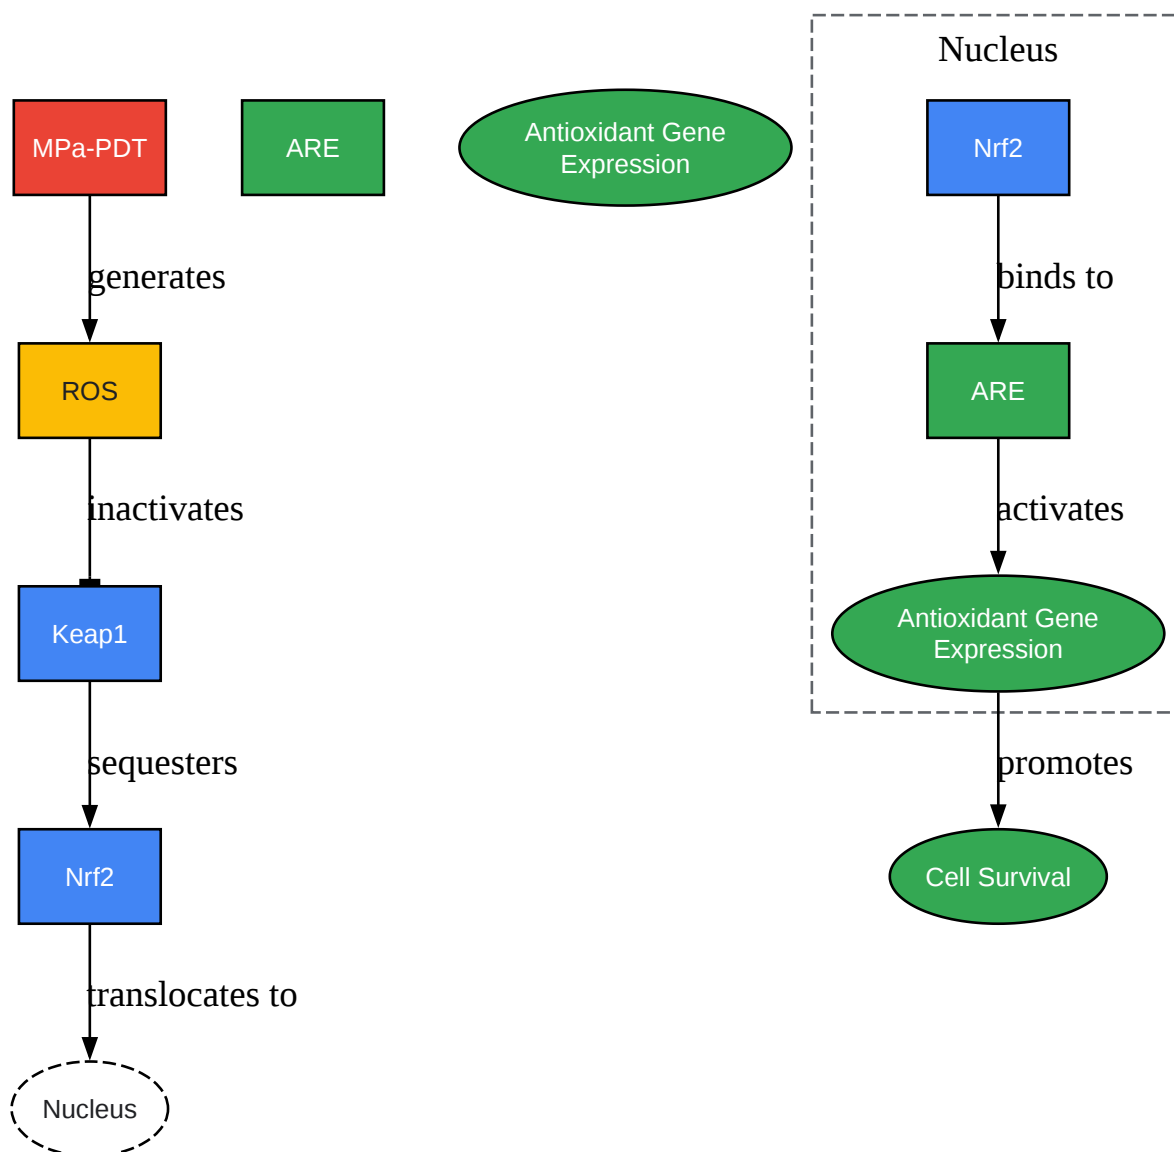 Nucleus
MPa-PDT
ARE
Antioxidant Gene
Expression
Nrf2
generates
binds to
ROS
ARE
inactivates
activates
Keap1
Antioxidant Gene
Expression
sequesters
promotes
Nrf2
Cell Survival
translocates to
Nucleus